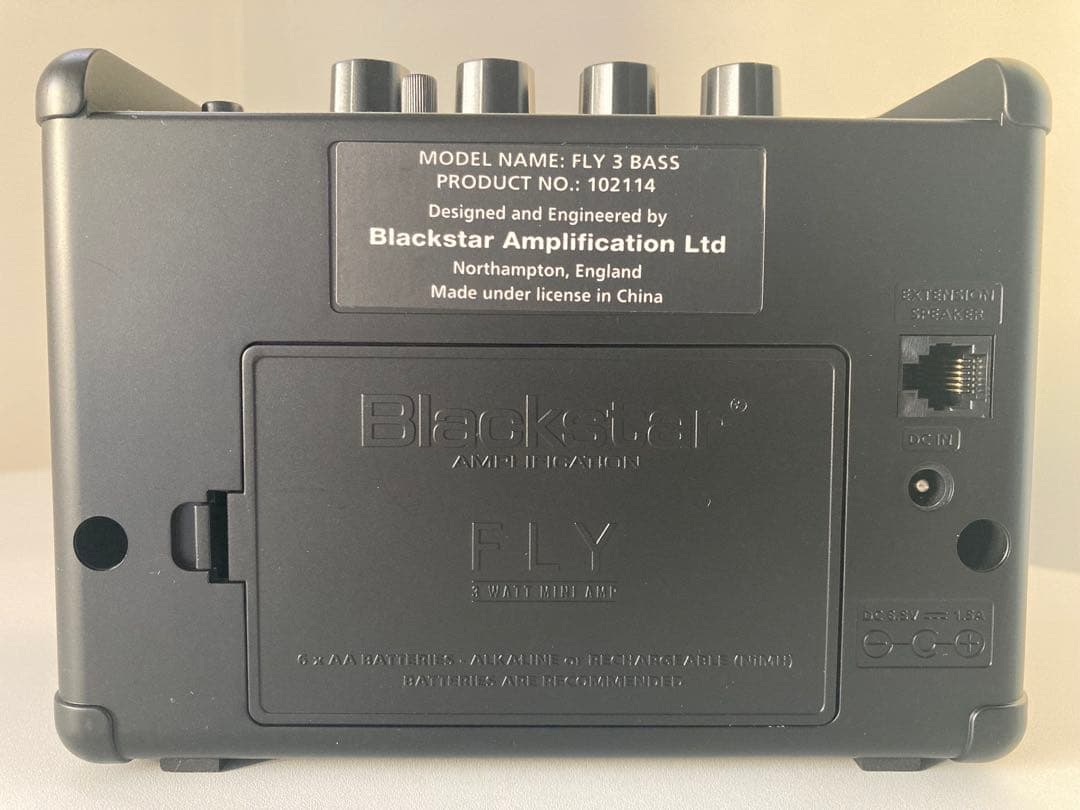 MODEL NAME: FLY 3 BASS
PRODUCT NO.: 102114
Designed and Engineered by
Blackstar Amplification Ltd
Northampton, England
Made under license in China
EXTENSION
SPEAKER
Blackstar®
AMPLIFICATION
DC IN
FLY
3 WATT MINI AMP
DC 6.5V ⎓ 1.5A
6 x AA BATTERIES - ALKALINE or RECHARGEABLE (NiMH)
BATTERIES ARE RECOMMENDED